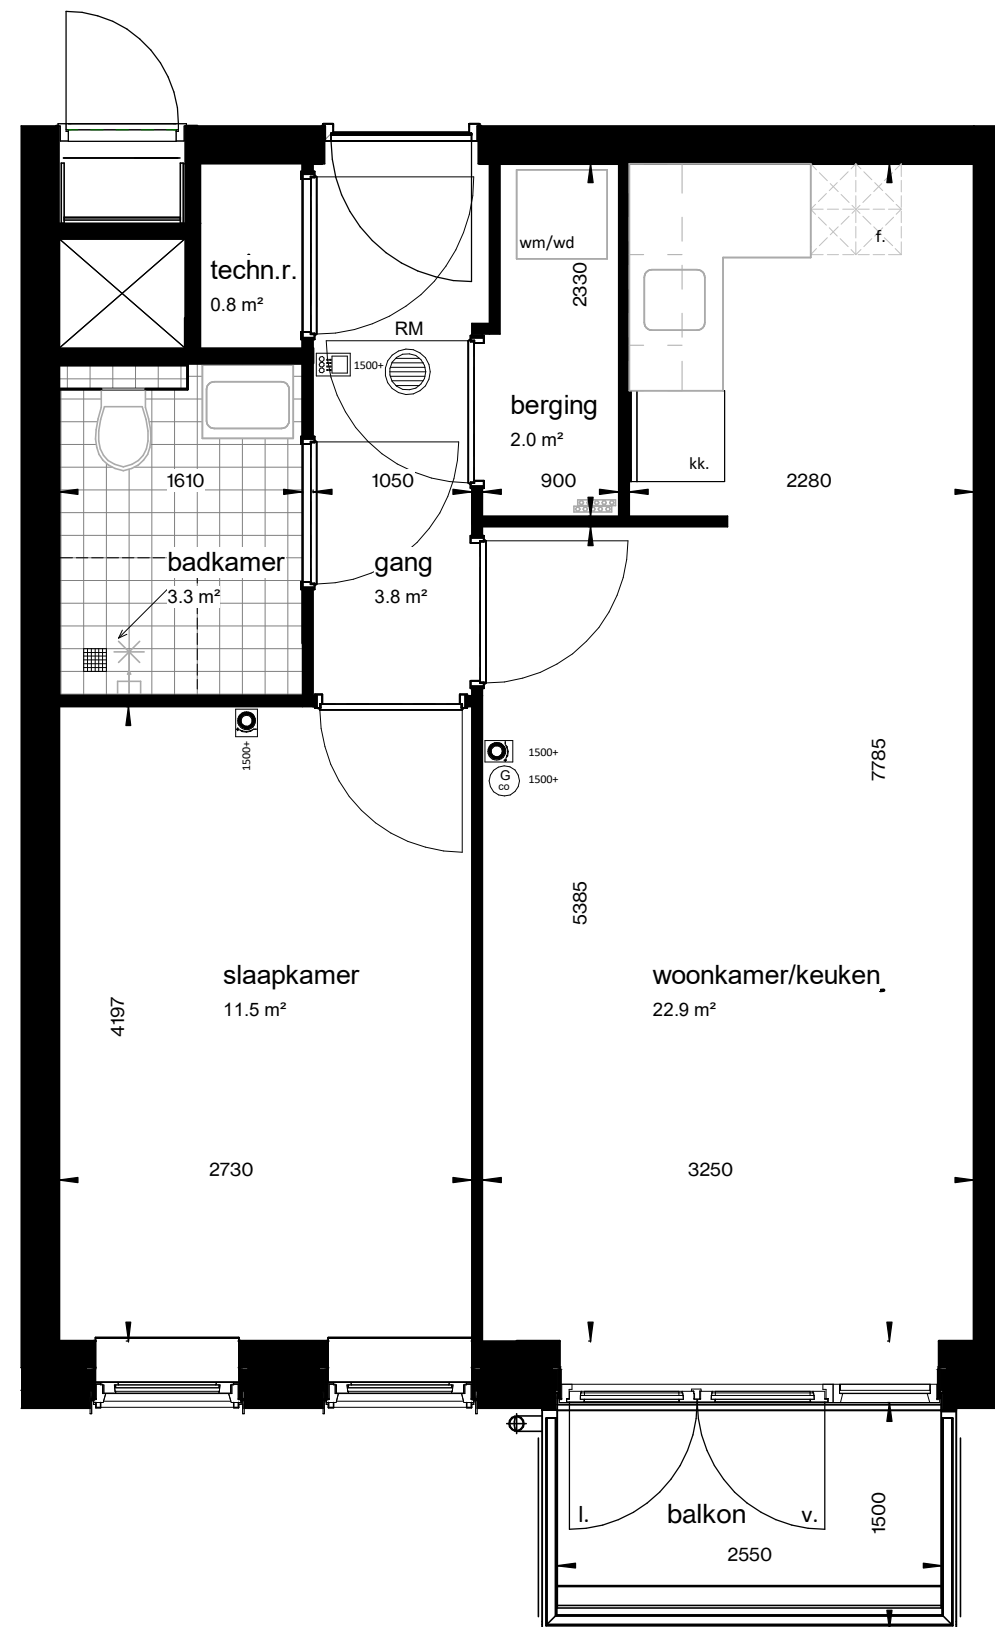 f.
wm/wd
techn.r.
0.8 m²
2330
RM
1500+
berging
2.0 m²
kk.
1610
1050
900
2280
badkamer
3.3 m²
gang
3.8 m²
1500+
1500+
G
co
1500+
7785
5385
slaapkamer
11.5 m²
woonkamer/keuken
22.9 m²
4197
2730
3250
l.
balkon
v.
1500
2550